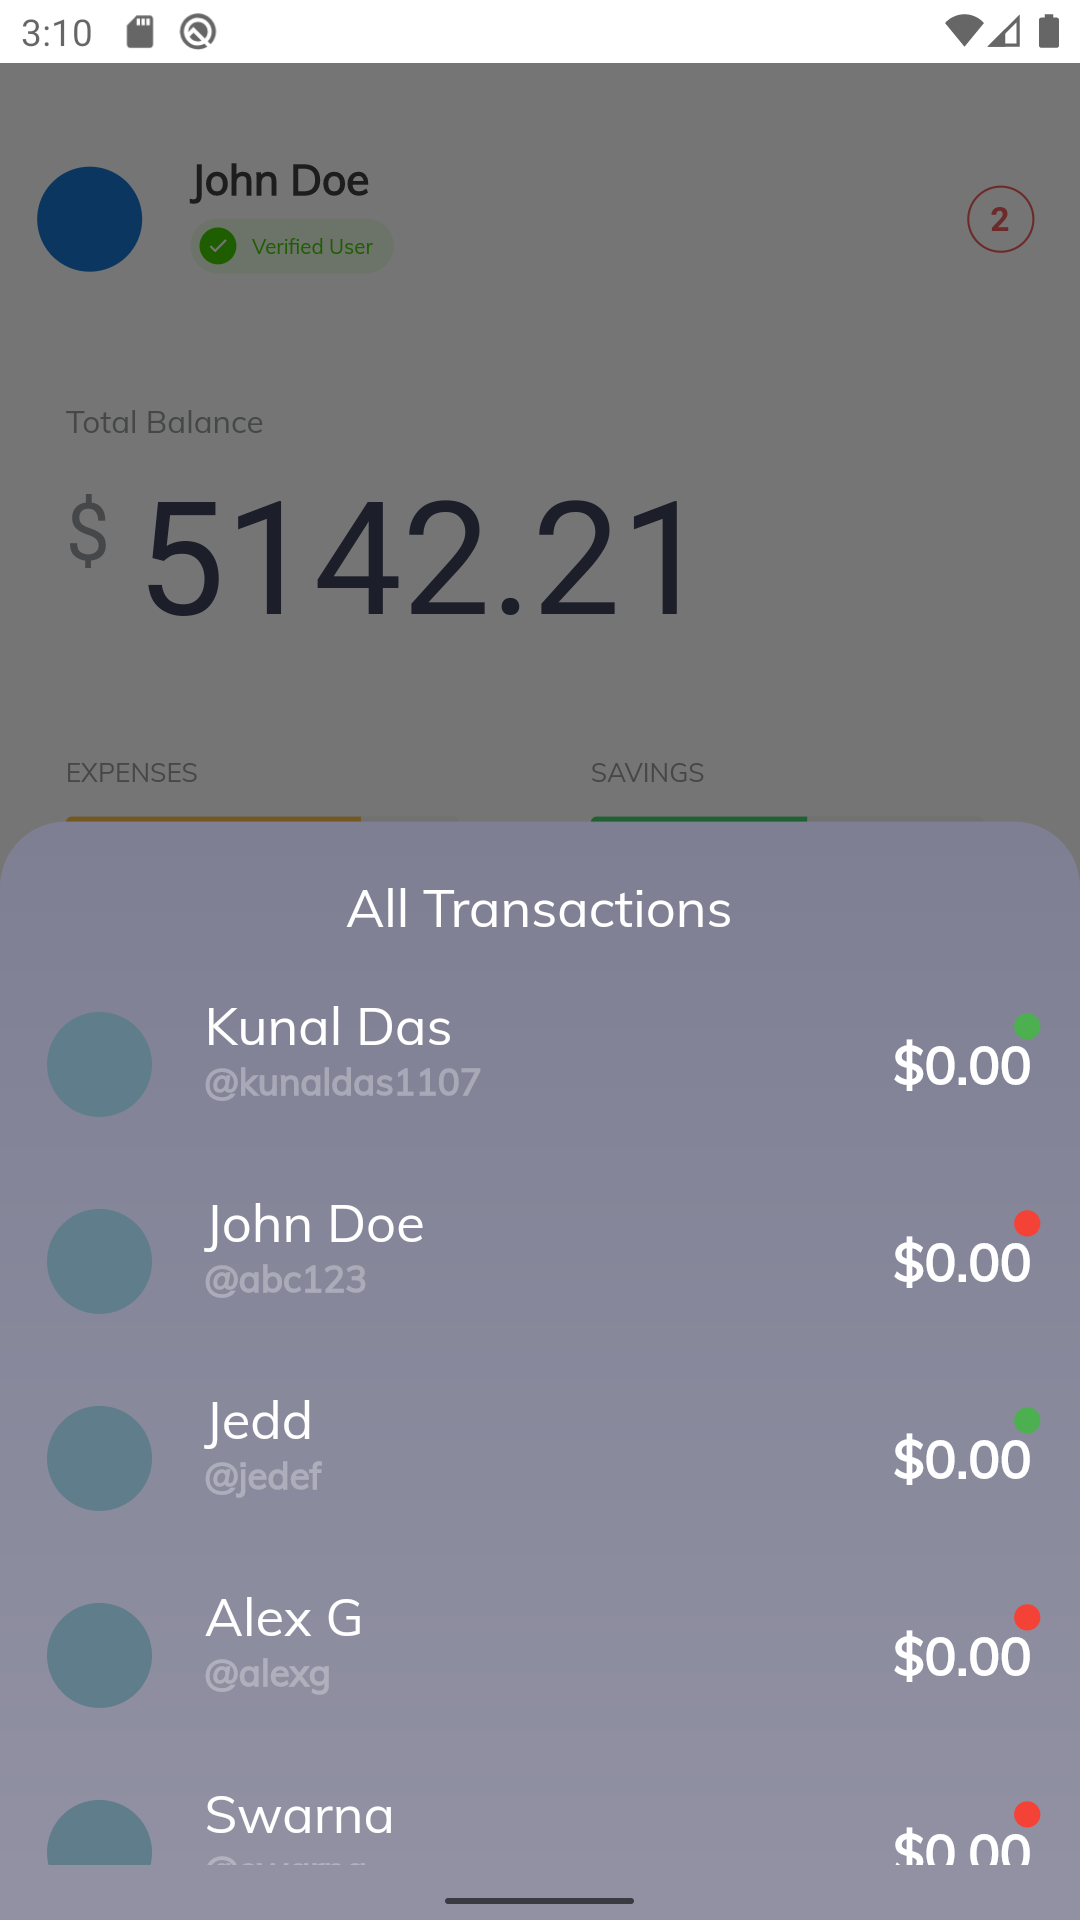 3:10
John Doe
Verified User
2
Total Balance
$ 5142.21
EXPENSES SAVINGS
All Transactions
Kunal Das
@kunaldas1107
$0.00
John Doe
@abc123
$0.00
Jedd
@jedef
$0.00
Alex G
@alexg
$0.00
Swarna
$0.00